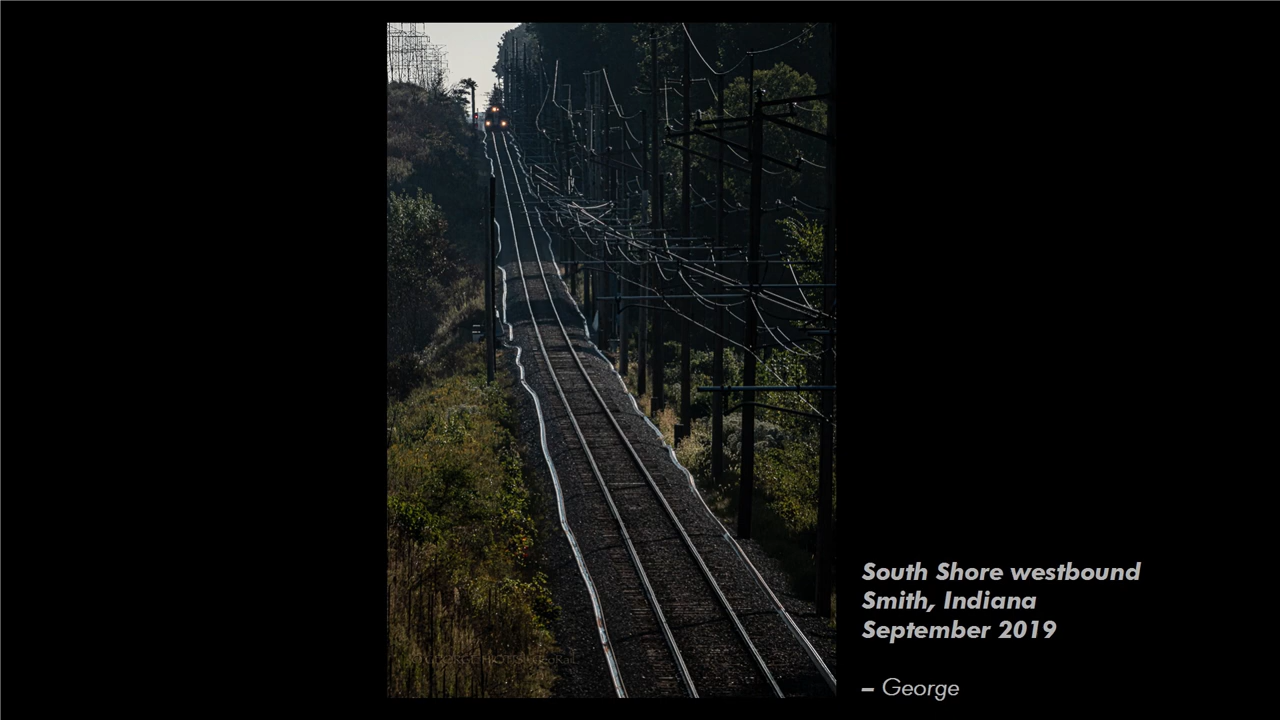 South Shore westbound
Smith, Indiana
September 2019
– George